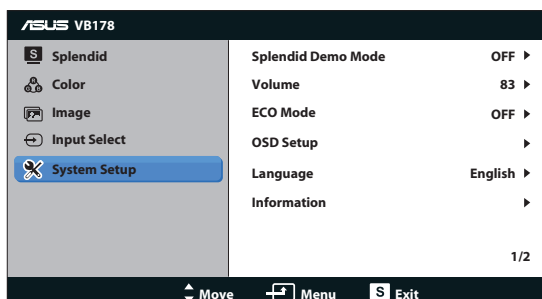 ASUS VB178
S Splendid
Color
Image
Input Select
System Setup
Splendid Demo Mode OFF
Volume 83
ECO Mode OFF
OSD Setup
Language English
Information
1/2
Move Menu S Exit